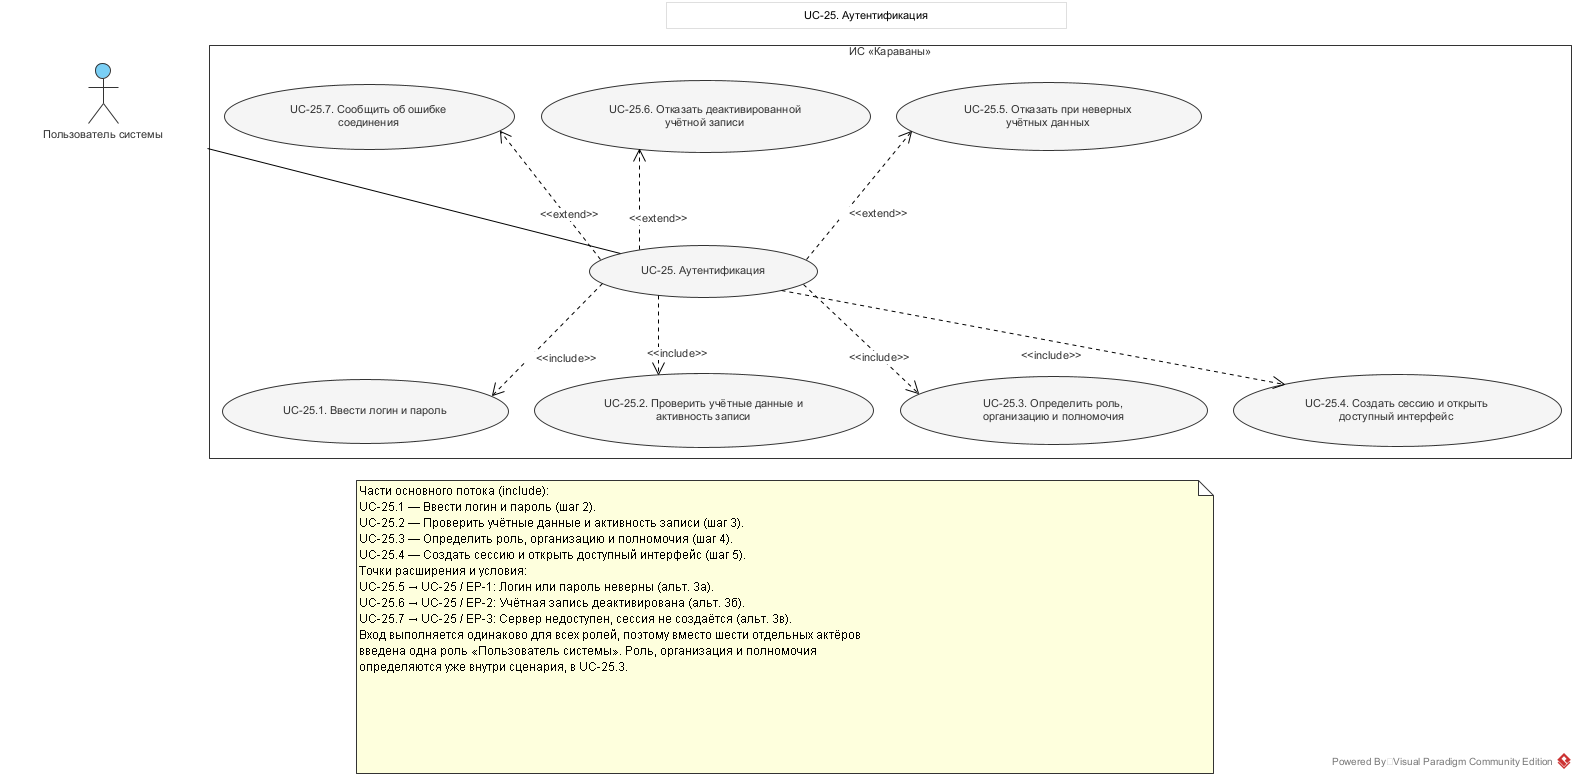 UC-25. Аутентификация
ИС «Караваны»
Пользователь системы
UC-25.7. Сообщить об ошибке
соединения
UC-25.6. Отказать деактивированной
учётной записи
UC-25.5. Отказать при неверных
учётных данных
<<extend>>
<<extend>>
<<extend>>
UC-25. Аутентификация
<<include>>
<<include>>
<<include>>
<<include>>
UC-25.1. Ввести логин и пароль
UC-25.2. Проверить учётные данные и
активность записи
UC-25.3. Определить роль,
организацию и полномочия
UC-25.4. Создать сессию и открыть
доступный интерфейс
Части основного потока (include):
UC-25.1 — Ввести логин и пароль (шаг 2).
UC-25.2 — Проверить учётные данные и активность записи (шаг 3).
UC-25.3 — Определить роль, организацию и полномочия (шаг 4).
UC-25.4 — Создать сессию и открыть доступный интерфейс (шаг 5).
Точки расширения и условия:
UC-25.5 → UC-25 / EP-1: Логин или пароль неверны (альт. 3а).
UC-25.6 → UC-25 / EP-2: Учётная запись деактивирована (альт. 3б).
UC-25.7 → UC-25 / EP-3: Сервер недоступен, сессия не создаётся (альт. 3в).
Вход выполняется одинаково для всех ролей, поэтому вместо шести отдельных актёров
введена одна роль «Пользователь системы». Роль, организация и полномочия
определяются уже внутри сценария, в UC-25.3.
Powered By Visual Paradigm Community Edition